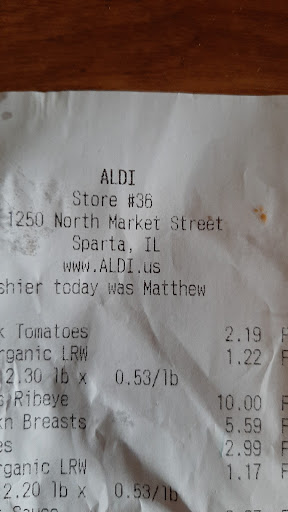 ALDI
Store #36
1250 North Market Street
Sparta, IL
www.ALDI.us
shier today was Matthew
k Tomatoes 2.19 F
rganic LRW 1.22 F
2.30 lb x 0.53/lb
Ribeye 10.00 F
kn Breasts 5.59 F
es 2.99 F
rganic LRW 1.17 F
2.20 lb x 0.53/lb
Sauce